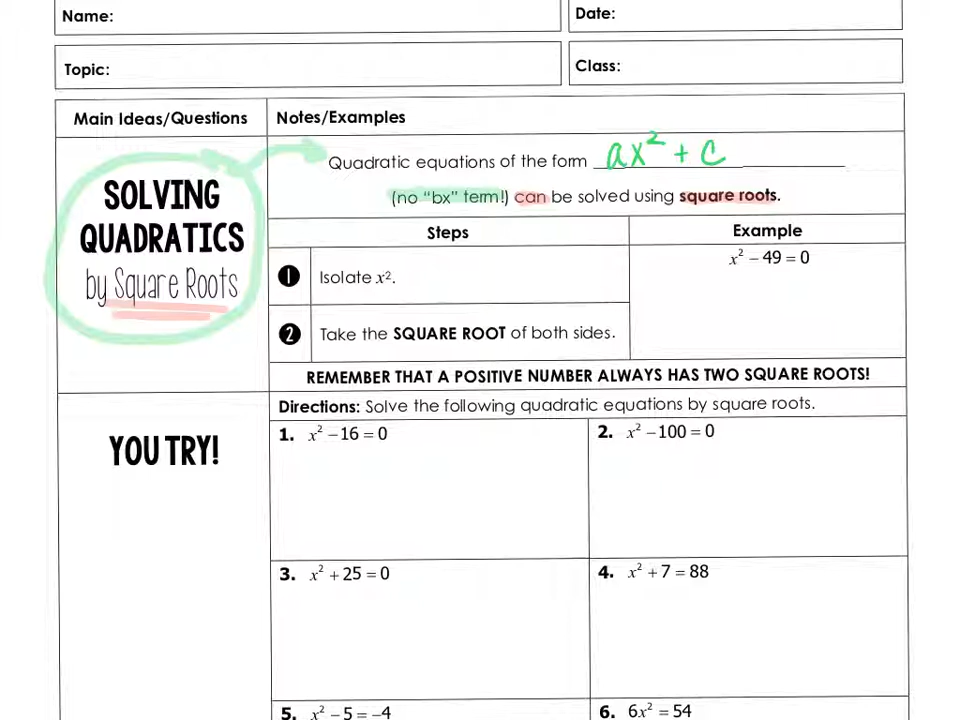 Name:
Date:
Topic:
Class:
Main Ideas/Questions
Notes/Examples
SOLVING
QUADRATICS
by Square Roots
Quadratic equations of the form ax² + c
(no "bx" term!) can be solved using square roots.
Steps
Example
1 Isolate x².
x² − 49 = 0
2 Take the SQUARE ROOT of both sides.
REMEMBER THAT A POSITIVE NUMBER ALWAYS HAS TWO SQUARE ROOTS!
YOU TRY!
Directions: Solve the following quadratic equations by square roots.
1. x² − 16 = 0
2. x² − 100 = 0
3. x² + 25 = 0
4. x² + 7 = 88
5. x² − 5 = −4
6. 6x² = 54